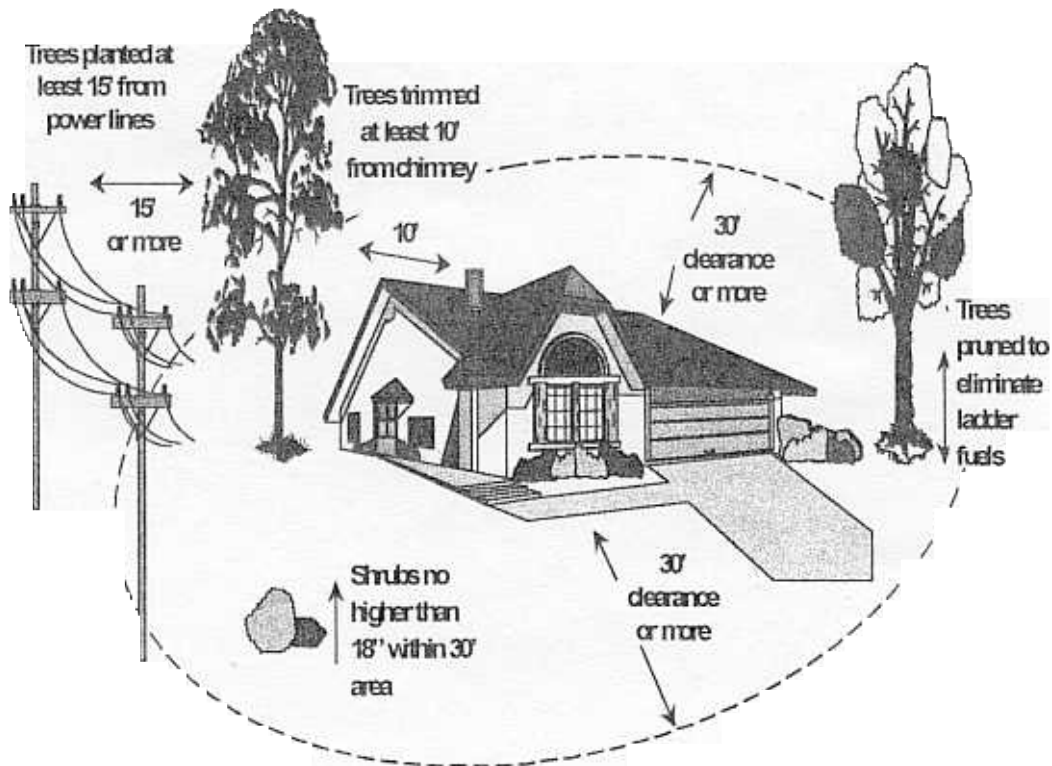 Trees planted at
least 15' from
power lines
15'
or more
Trees trimmed
at least 10'
from chimney
10'
30'
clearance
or more
Trees
pruned to
eliminate
ladder
fuels
30'
clearance
or more
Shrubs no
higher than
18" within 30'
area